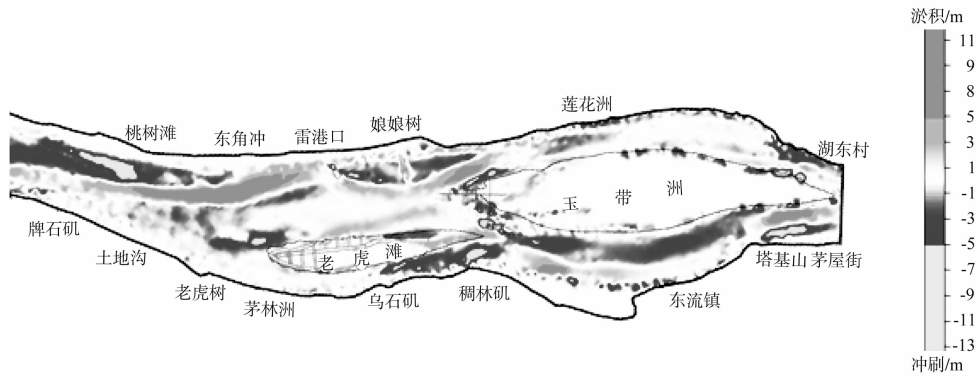 淤积/m
11
9
8
5
3
1
-1
-3
-5
-7
-9
-11
-13
冲刷/m
莲花洲
桃树滩
东角冲
雷港口
娘娘树
湖东村
玉带洲
牌石矶
土地沟
老虎滩
老虎树
茅林洲
乌石矶
稠林矶
东流镇
塔基山
茅屋街